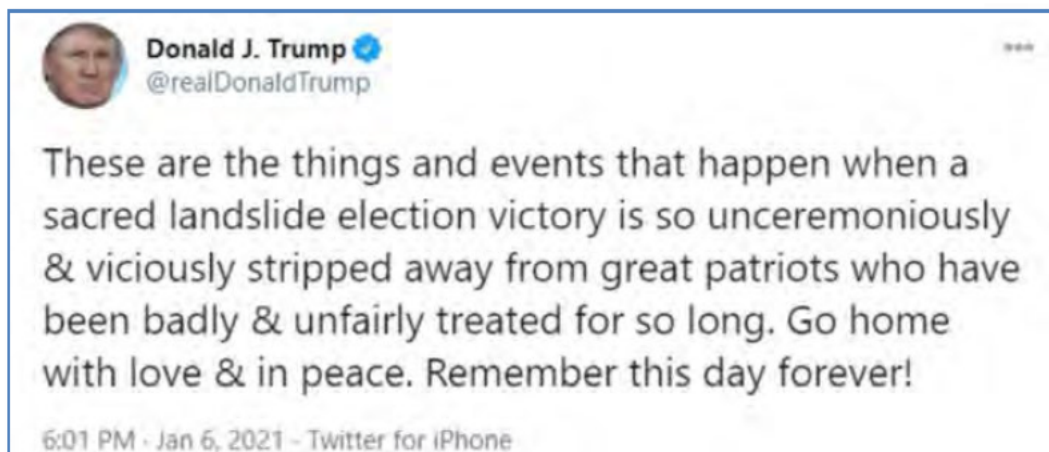 Donald J. Trump
@realDonaldTrump
These are the things and events that happen when a
sacred landslide election victory is so unceremoniously
& viciously stripped away from great patriots who have
been badly & unfairly treated for so long. Go home
with love & in peace. Remember this day forever!
6:01 PM · Jan 6, 2021 · Twitter for iPhone